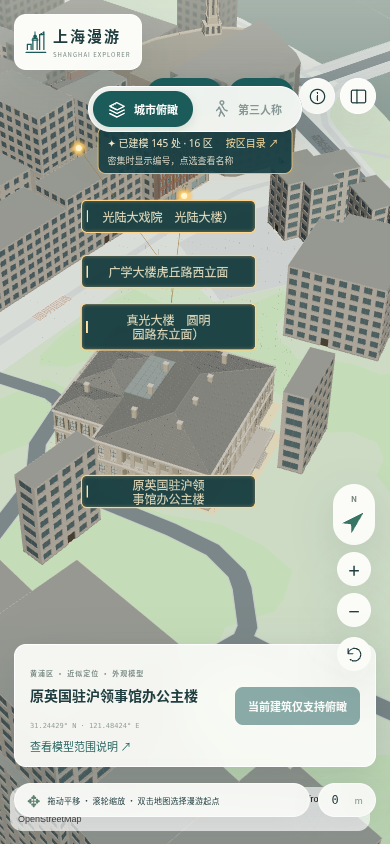 上海漫游
SHANGHAI EXPLORER
城市俯瞰
第三人称
✦ 已建模 145 处 · 16 区 按区目录 ↗
密集时显示编号，点选查看名称
光陆大戏院　光陆大楼）
广学大楼虎丘路西立面
真光大楼　圆明
园路东立面）
原英国驻沪领
事馆办公主楼
N
+
−
黄浦区 · 近似定位 · 外观模型
原英国驻沪领事馆办公主楼
当前建筑仅支持俯瞰
31.24429° N · 121.48424° E
查看模型范围说明 ↗
拖动平移 · 滚轮缩放 · 双击地图选择漫游起点
0 m
OpenStreetMap